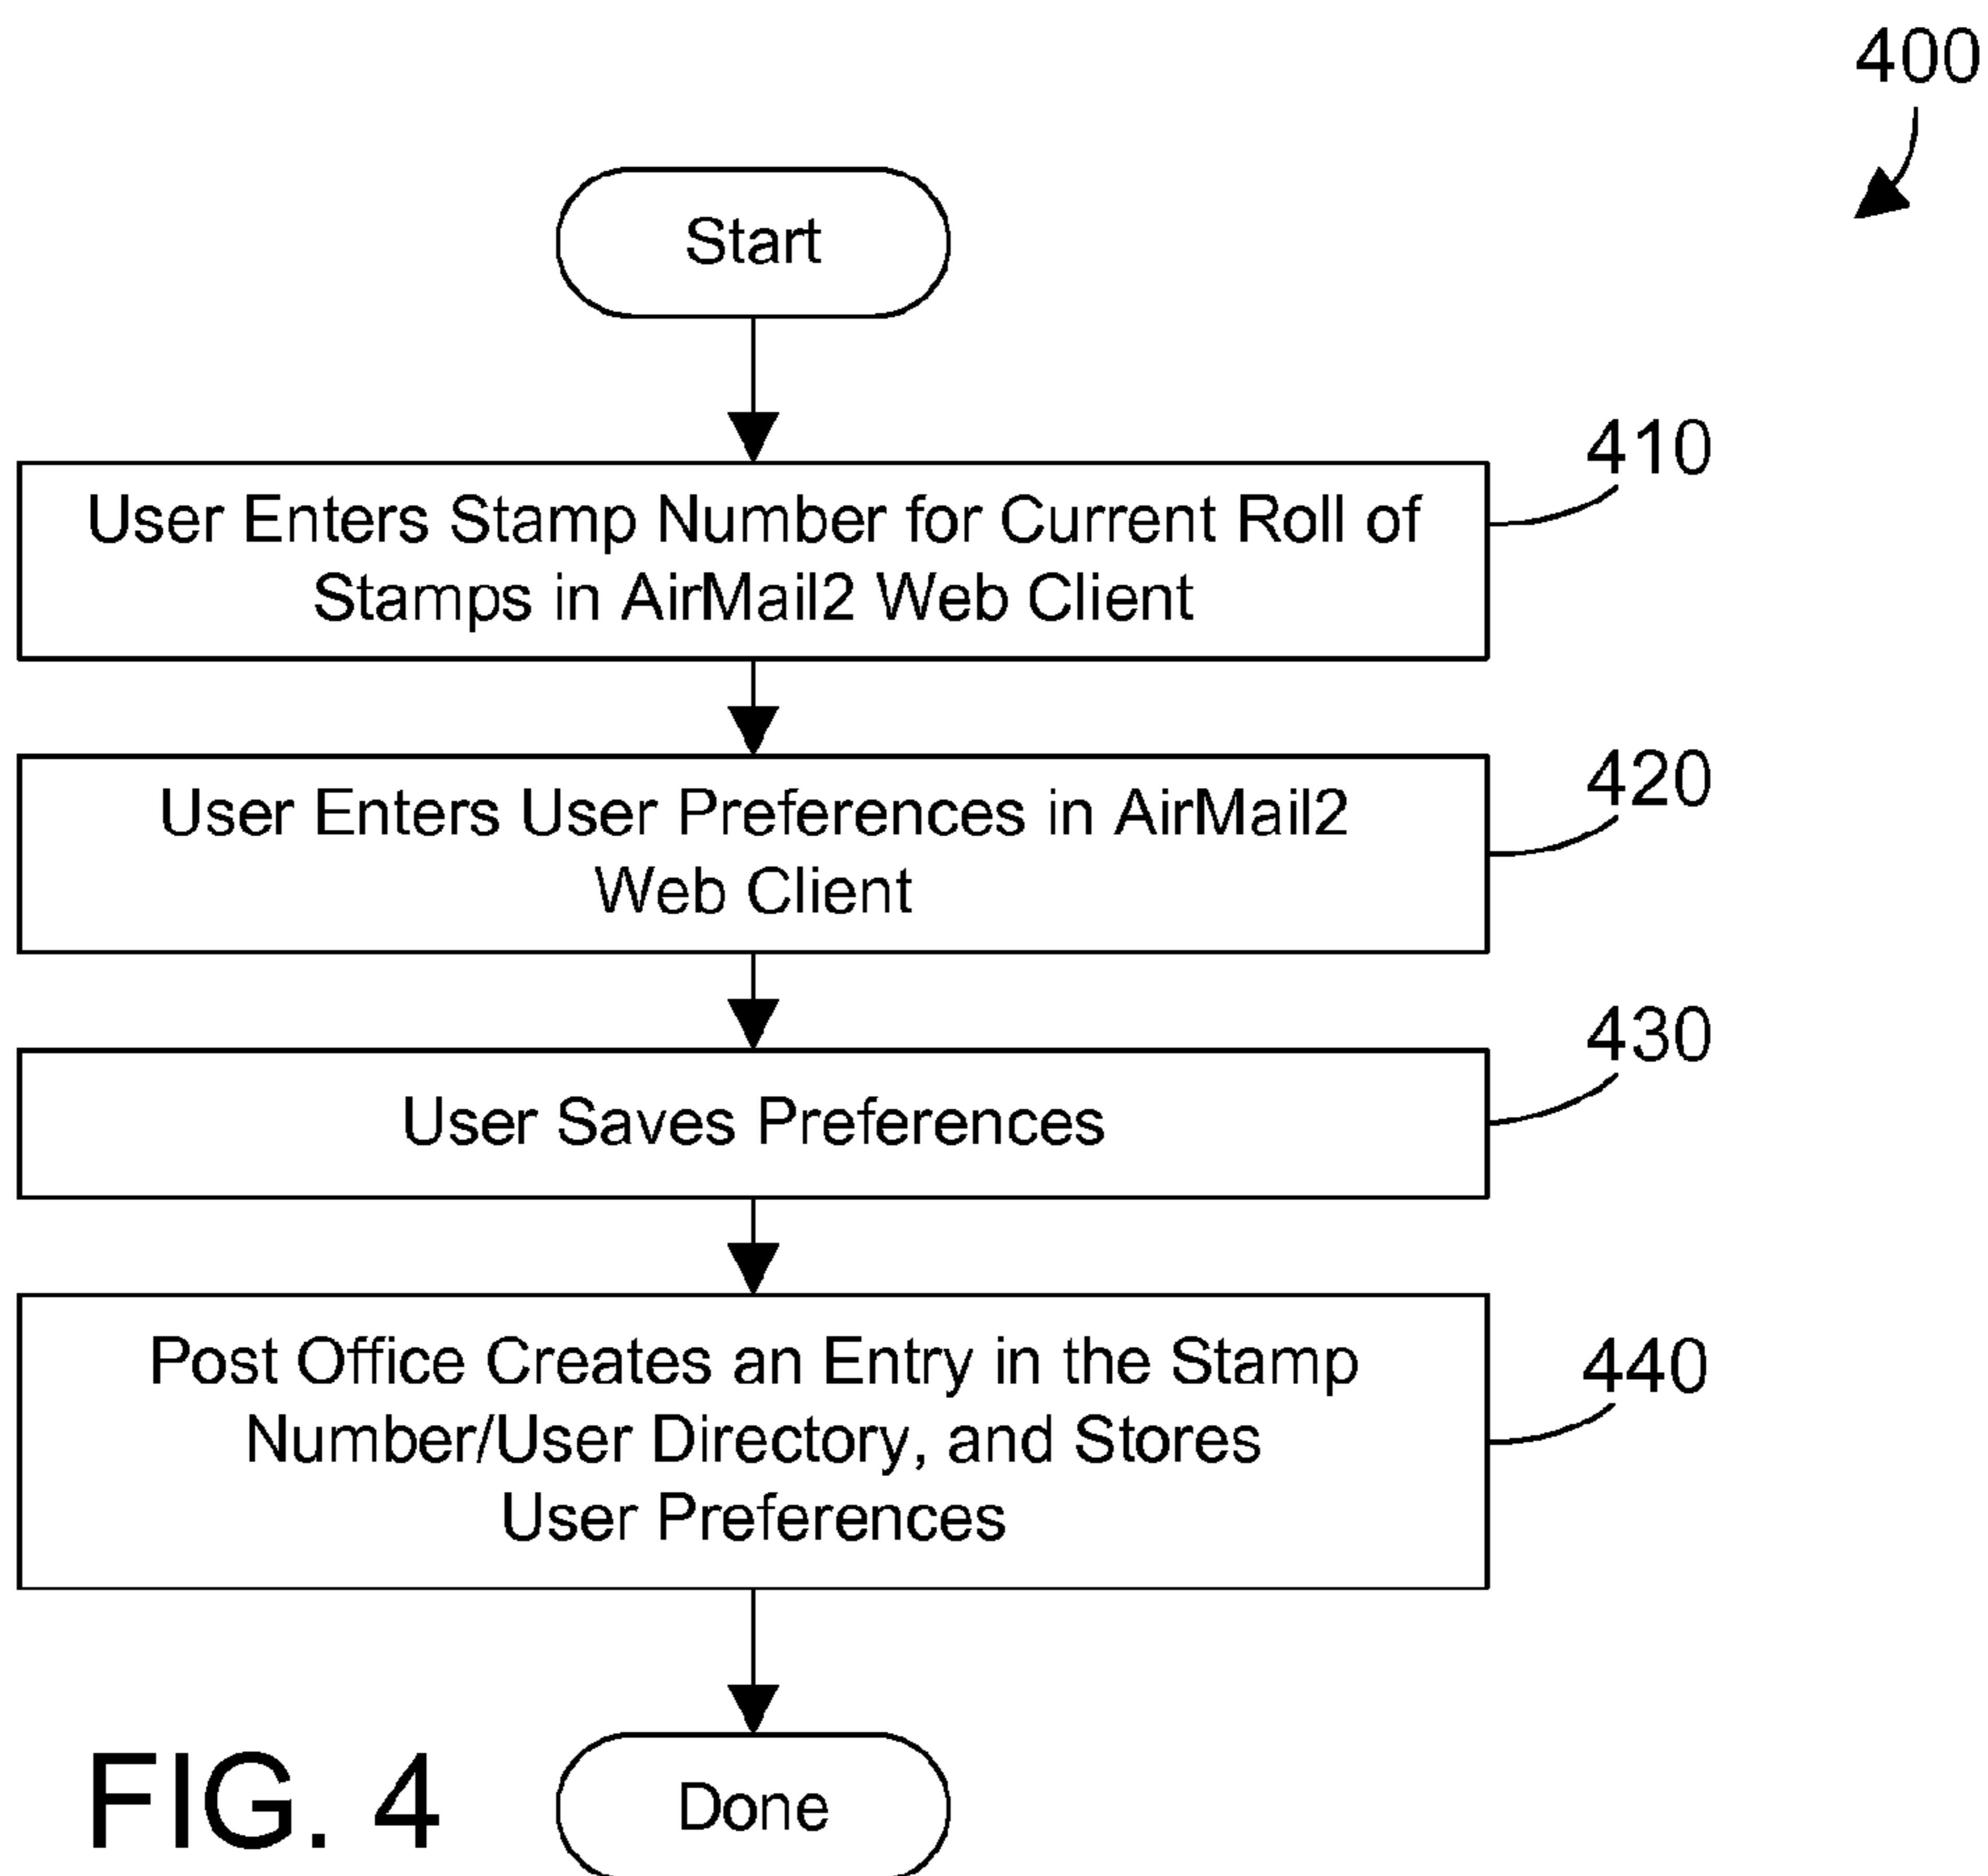 400
Start
410
User Enters Stamp Number for Current Roll of
Stamps in AirMail2 Web Client
420
User Enters User Preferences in AirMail2
Web Client
430
User Saves Preferences
440
Post Office Creates an Entry in the Stamp
Number/User Directory, and Stores
User Preferences
Done
FIG. 4